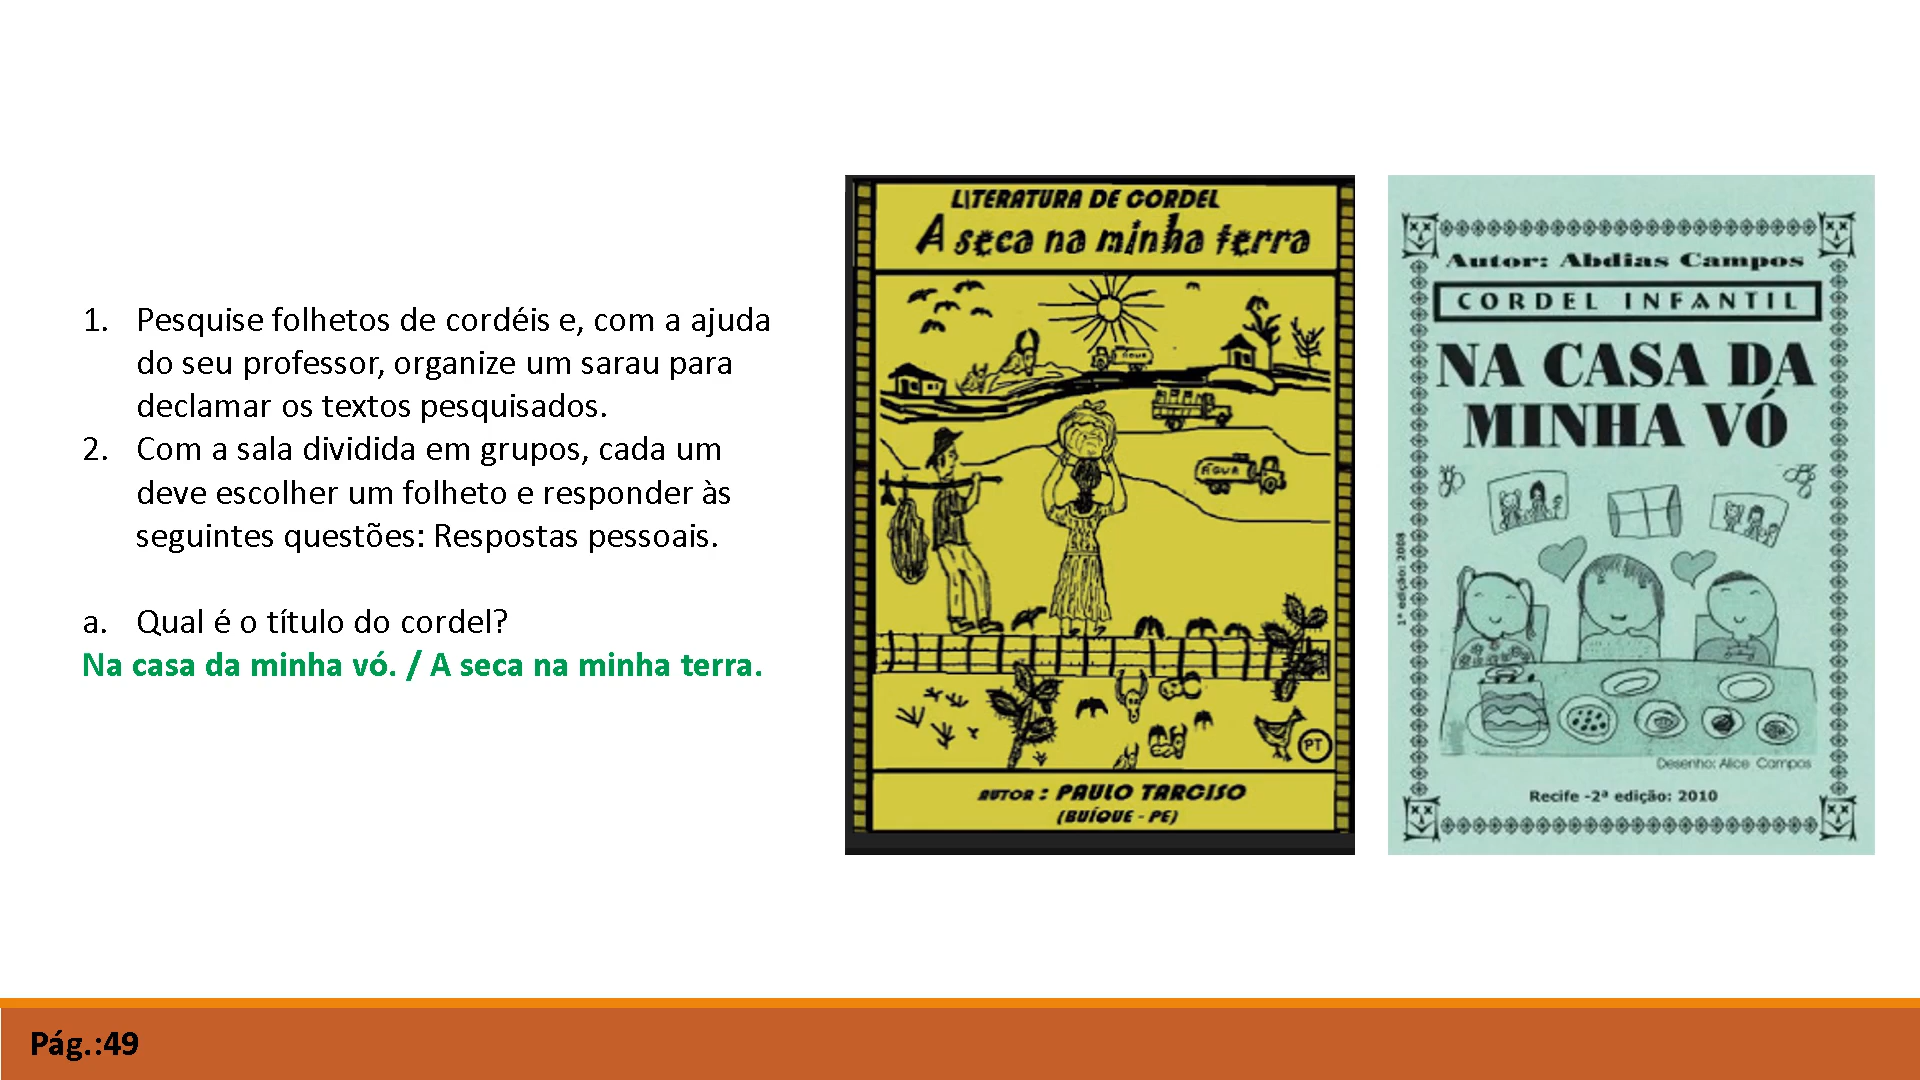 1. Pesquise folhetos de cordéis e, com a ajuda
do seu professor, organize um sarau para
declamar os textos pesquisados.
2. Com a sala dividida em grupos, cada um
deve escolher um folheto e responder às
seguintes questões: Respostas pessoais.
a. Qual é o título do cordel?
Na casa da minha vó. / A seca na minha terra.
LITERATURA DE CORDEL
A seca na minha terra
ÁGUA
ÁGUA
PT
AUTOR : PAULO TARCISO
(BUÍQUE - PE)
Autor: Abdias Campos
CORDEL INFANTIL
NA CASA DA
MINHA VÓ
1ª edição: 2008
Desenho: Alice Campos
Recife -2ª edição: 2010
Pág.:49